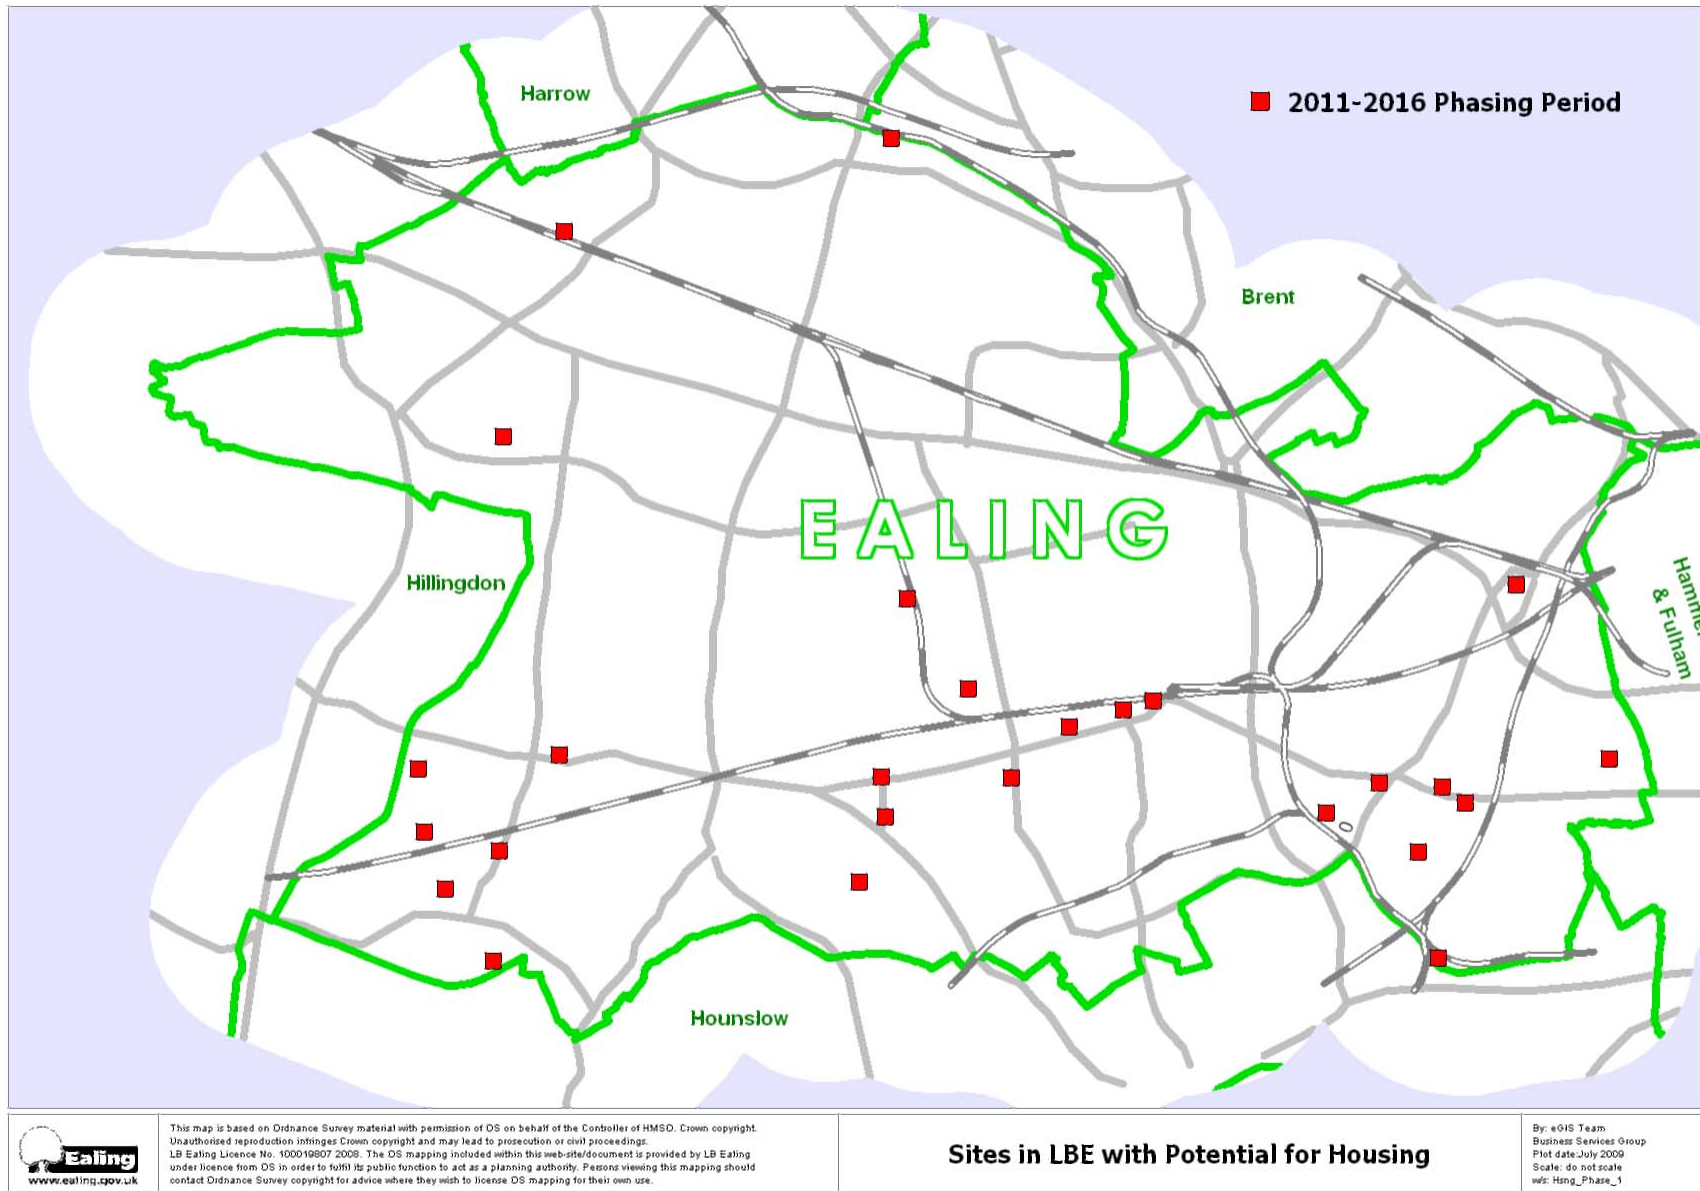 Harrow
2011-2016 Phasing Period
Brent
EALING
Hillingdon
& Fulham
Hounslow
Ealing
www.ealing.gov.uk
This map is based on Ordnance Survey material with permission of OS on behalf of the Controller of HMSO. Crown copyright.
Unauthorised reproduction infringes Crown copyright and may lead to prosecution or civil proceedings.
LB Ealing Licence No. 100019807 2008. The OS mapping included within this web-site/document is provided by LB Ealing
under licence from OS in order to fulfil its public function to act as a planning authority. Persons viewing this mapping should
contact Ordnance Survey copyright for advice where they wish to license OS mapping for their own use.
Sites in LBE with Potential for Housing
By: eGIS Team
Business Services Group
Plot date:July 2009
Scale: do not scale
w/s: Hsng_Phase_1